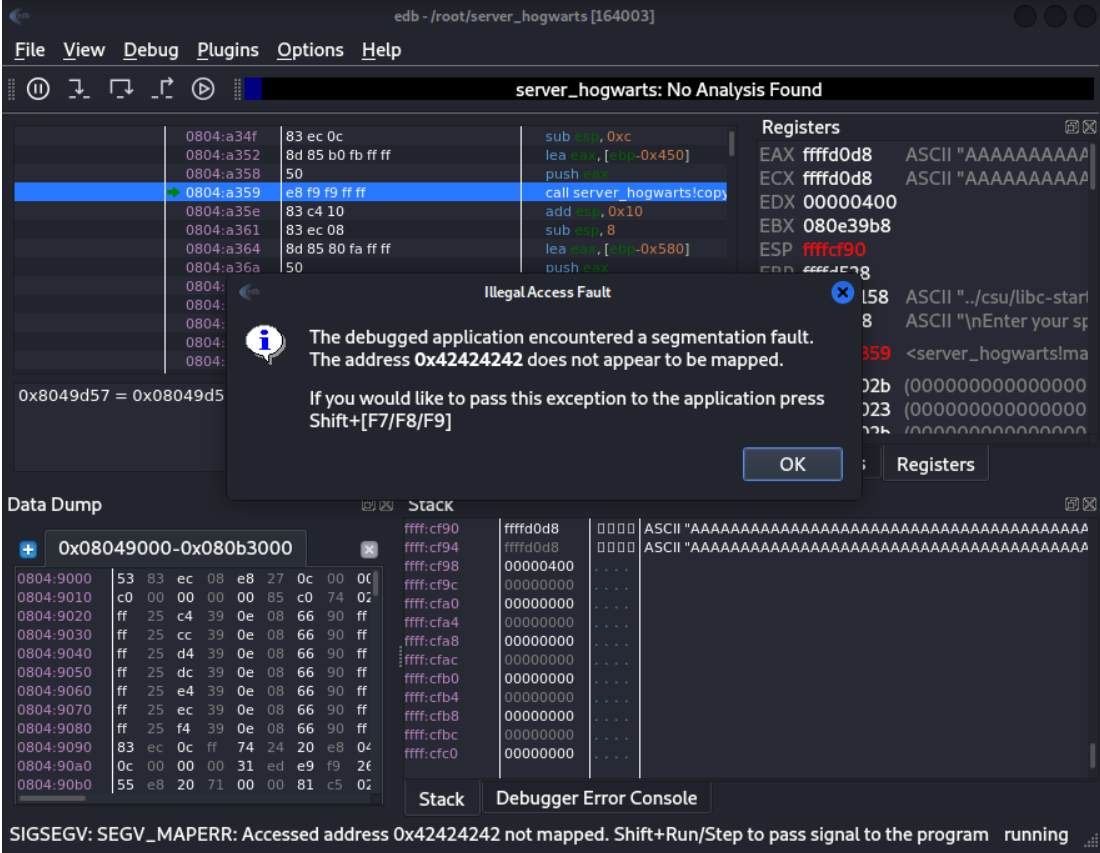 edb - /root/server_hogwarts [164003]
File View Debug Plugins Options Help
server_hogwarts: No Analysis Found
0804:a34f 83 ec 0c sub esp, 0xc
0804:a352 8d 85 b0 fb ff ff lea eax, [ebp-0x450]
0804:a358 50 push eax
0804:a359 e8 f9 f9 ff ff call server_hogwarts!copy
0804:a35e 83 c4 10 add esp, 0x10
0804:a361 83 ec 08 sub esp, 8
0804:a364 8d 85 80 fa ff ff lea eax, [ebp-0x580]
0804:a36a 50 push eax
0804:
0804:
0804:
0804:
0804:
0x8049d57 = 0x08049d5
Registers
EAX ffffd0d8 ASCII "AAAAAAAAAA
ECX ffffd0d8 ASCII "AAAAAAAAAA
EDX 00000400
EBX 080e39b8
ESP ffffcf90
EBP ffffd528
158 ASCII "../csu/libc-start
8 ASCII "\nEnter your sp
359 <server_hogwarts!ma
02b (0000000000000000
023 (0000000000000000
02b (0000000000000000
Registers
Illegal Access Fault
The debugged application encountered a segmentation fault.
The address 0x42424242 does not appear to be mapped.
If you would like to pass this exception to the application press
Shift+[F7/F8/F9]
OK
Data Dump
0x08049000-0x080b3000
0804:9000 53 83 ec 08 e8 27 0c 00 00
0804:9010 c0 00 00 00 00 85 c0 74 02
0804:9020 ff 25 c4 39 0e 08 66 90 ff
0804:9030 ff 25 cc 39 0e 08 66 90 ff
0804:9040 ff 25 d4 39 0e 08 66 90 ff
0804:9050 ff 25 dc 39 0e 08 66 90 ff
0804:9060 ff 25 e4 39 0e 08 66 90 ff
0804:9070 ff 25 ec 39 0e 08 66 90 ff
0804:9080 ff 25 f4 39 0e 08 66 90 ff
0804:9090 83 ec 0c ff 74 24 20 e8 04
0804:90a0 0c 00 00 00 31 ed e9 f9 26
0804:90b0 55 e8 20 71 00 00 81 c5 02
Stack
ffff:cf90 ffffd0d8 ASCII "AAAAAAAAAAAAAAAAAAAAAAAAAAAAAAAAAAAAAAAA
ffff:cf94 ffffd0d8 ASCII "AAAAAAAAAAAAAAAAAAAAAAAAAAAAAAAAAAAAAAAA
ffff:cf98 00000400 ....
ffff:cf9c 00000000 ....
ffff:cfa0 00000000 ....
ffff:cfa4 00000000 ....
ffff:cfa8 00000000 ....
ffff:cfac 00000000 ....
ffff:cfb0 00000000 ....
ffff:cfb4 00000000 ....
ffff:cfb8 00000000 ....
ffff:cfbc 00000000 ....
ffff:cfc0 00000000 ....
Stack Debugger Error Console
SIGSEGV: SEGV_MAPERR: Accessed address 0x42424242 not mapped. Shift+Run/Step to pass signal to the program running